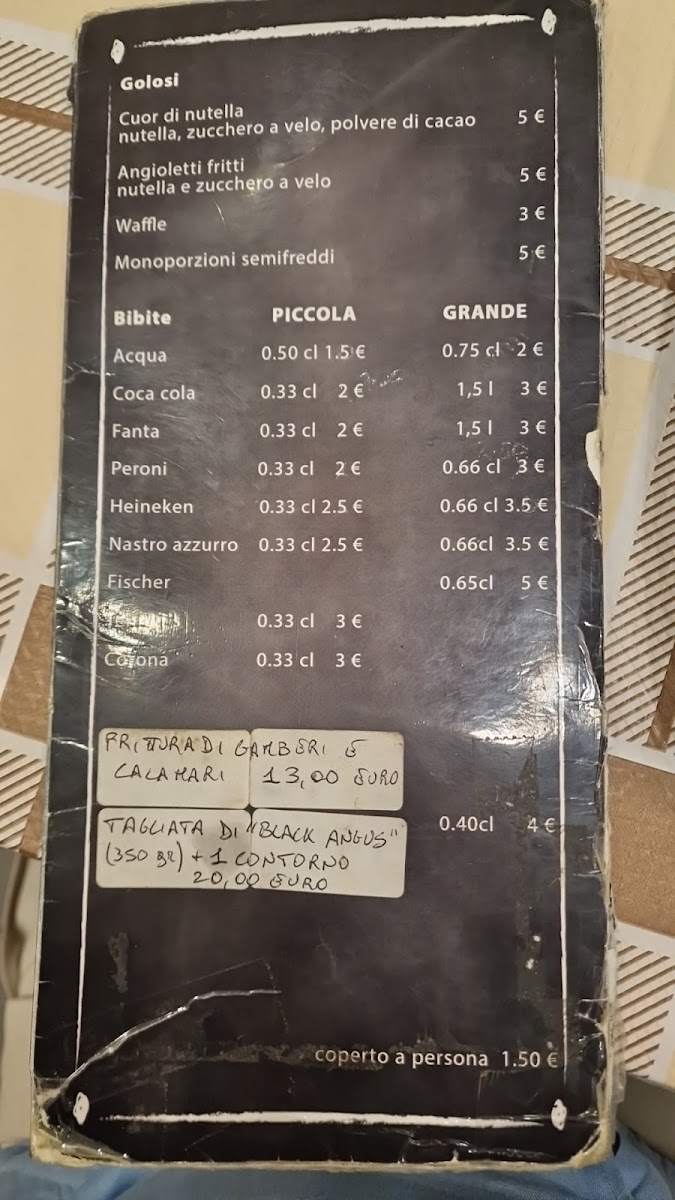 Golosi
Cuor di nutella
nutella, zucchero a velo, polvere di cacao 5 €
Angioletti fritti
nutella e zucchero a velo 5 €
Waffle 3 €
Monoporzioni semifreddi 5 €
Bibite PICCOLA GRANDE
Acqua 0.50 cl 1.5 € 0.75 cl 2 €
Coca cola 0.33 cl 2 € 1,5 l 3 €
Fanta 0.33 cl 2 € 1,5 l 3 €
Peroni 0.33 cl 2 € 0.66 cl 3 €
Heineken 0.33 cl 2.5 € 0.66 cl 3.5 €
Nastro azzurro 0.33 cl 2.5 € 0.66cl 3.5 €
Fischer 0.65cl 5 €
0.33 cl 3 €
Corona 0.33 cl 3 €
FRITTURA DI GAMBERI E
CALAMARI 13,00 EURO
TAGLIATA DI "BLACK ANGUS"
(350 gr) + 1 CONTORNO
20,00 EURO
0.40cl 4 €
coperto a persona 1.50 €